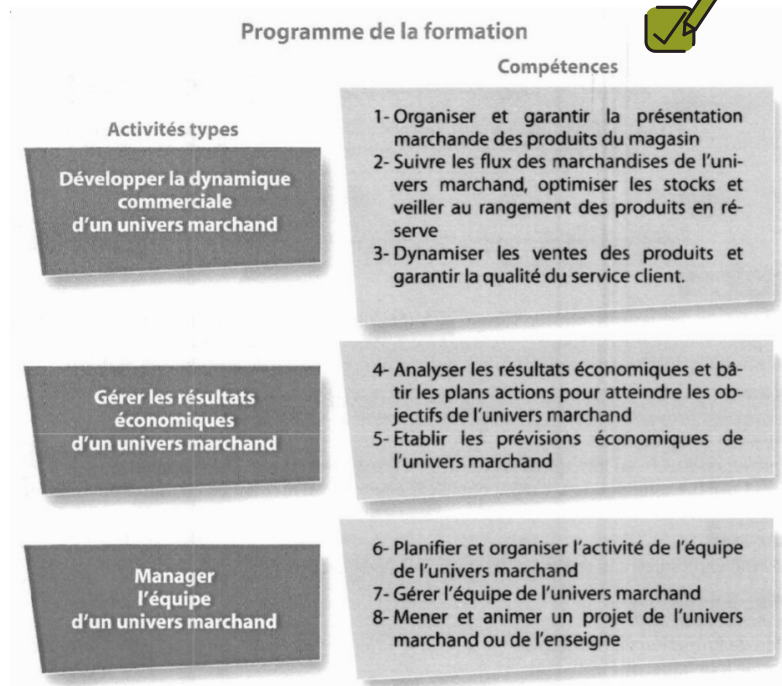 Programme de la formation
Compétences
Activités types
Développer la dynamique
commerciale
d'un univers marchand
1- Organiser et garantir la présentation
marchande des produits du magasin
2- Suivre les flux des marchandises de l'uni-
vers marchand, optimiser les stocks et
veiller au rangement des produits en ré-
serve
3- Dynamiser les ventes des produits et
garantir la qualité du service client.
Gérer les résultats
économiques
d'un univers marchand
4- Analyser les résultats économiques et bâ-
tir les plans actions pour atteindre les ob-
jectifs de l'univers marchand
5- Etablir les prévisions économiques de
l'univers marchand
Manager
l'équipe
d'un univers marchand
6- Planifier et organiser l'activité de l'équipe
de l'univers marchand
7- Gérer l'équipe de l'univers marchand
8- Mener et animer un projet de l'univers
marchand ou de l'enseigne